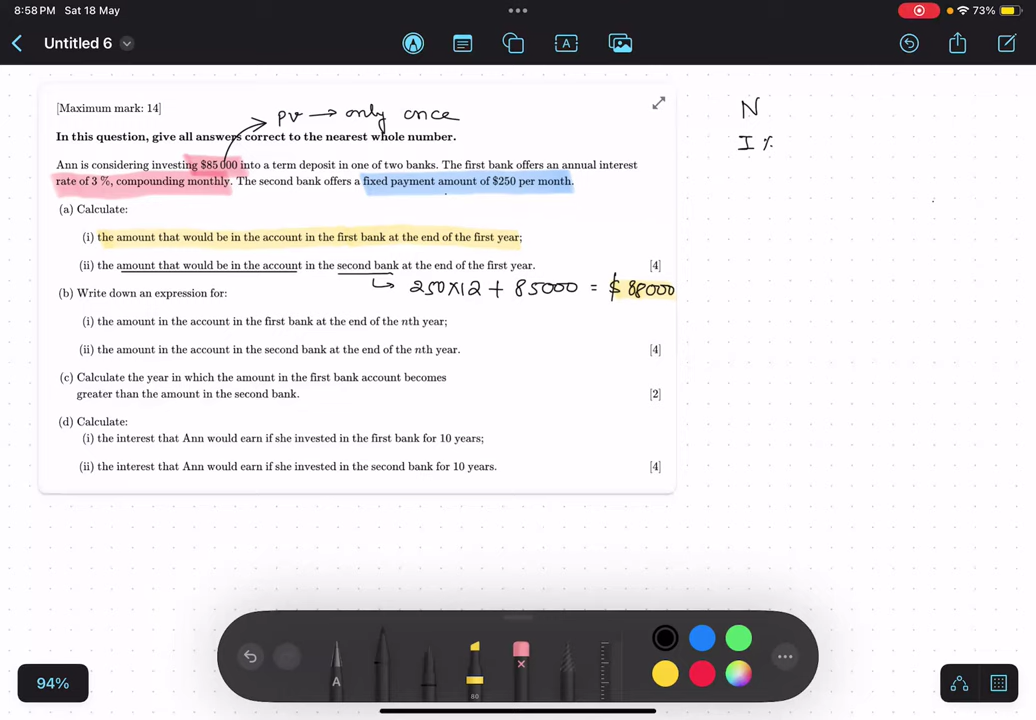 8:58 PM Sat 18 May
73%
Untitled 6
[Maximum mark: 14]
pv → only once
In this question, give all answers correct to the nearest whole number.
Ann is considering investing $85 000 into a term deposit in one of two banks. The first bank offers an annual interest
rate of 3 %, compounding monthly. The second bank offers a fixed payment amount of $250 per month.
(a) Calculate:
(i) the amount that would be in the account in the first bank at the end of the first year;
(ii) the amount that would be in the account in the second bank at the end of the first year. [4]
250×12 + 85000 = $ 88000
(b) Write down an expression for:
(i) the amount in the account in the first bank at the end of the nth year;
(ii) the amount in the account in the second bank at the end of the nth year. [4]
(c) Calculate the year in which the amount in the first bank account becomes
greater than the amount in the second bank. [2]
(d) Calculate:
(i) the interest that Ann would earn if she invested in the first bank for 10 years;
(ii) the interest that Ann would earn if she invested in the second bank for 10 years. [4]
N
I %
A
80
94%